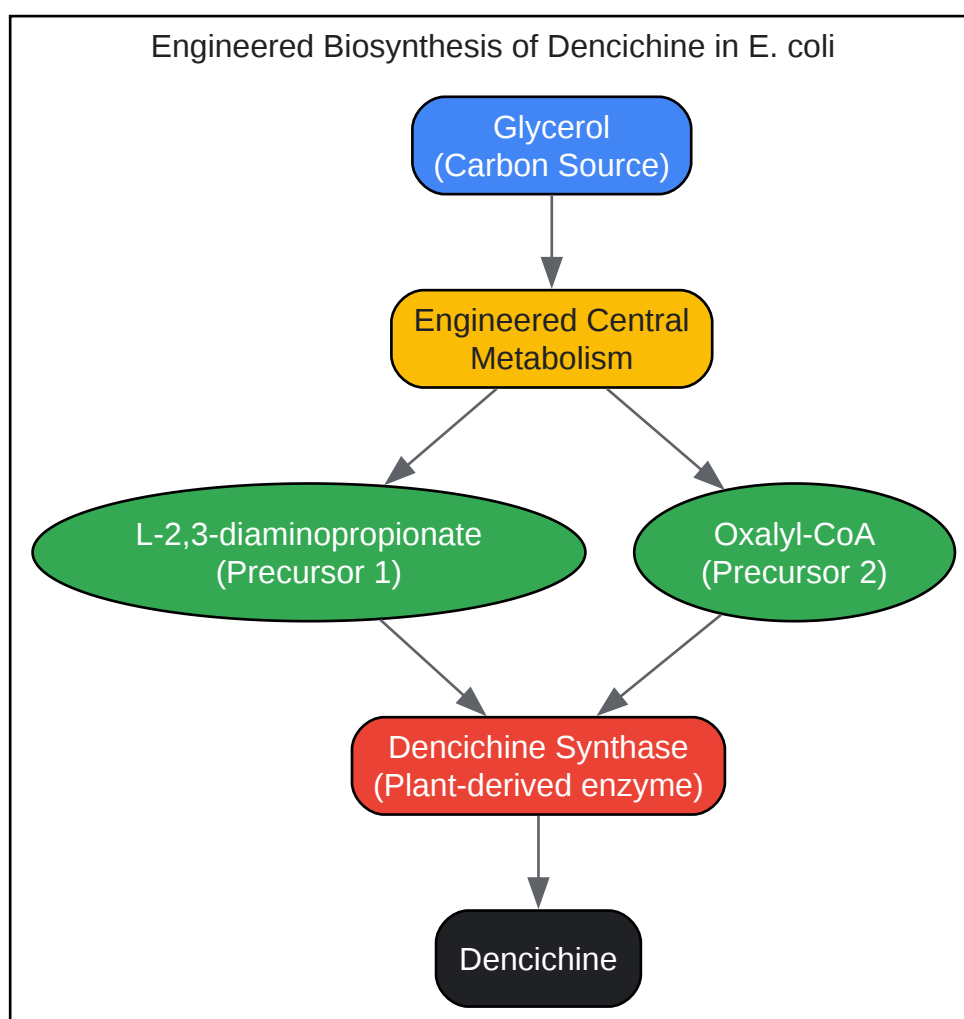 Engineered Biosynthesis of Dencichine in E. coli
Glycerol
(Carbon Source)
Engineered Central
Metabolism
L-2,3-diaminopropionate
(Precursor 1)
Oxalyl-CoA
(Precursor 2)
Dencichine Synthase
(Plant-derived enzyme)
Dencichine